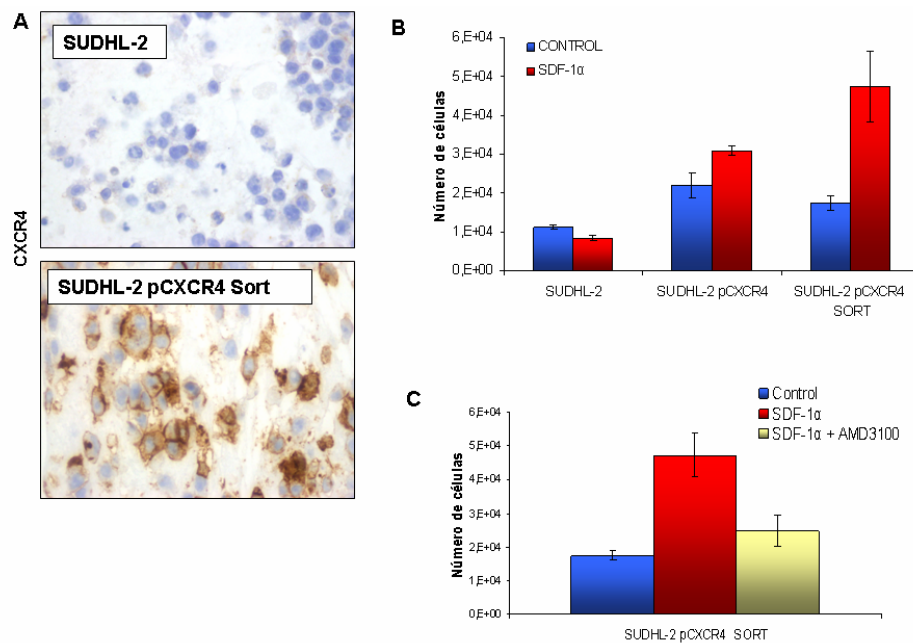 A
SUDHL-2
CXCR4
SUDHL-2 pCXCR4 Sort
B
CONTROL
SDF-1α
Número de células
6,E+04
5,E+04
4,E+04
3,E+04
2,E+04
1,E+04
0,E+00
SUDHL-2
SUDHL-2 pCXCR4
SUDHL-2 pCXCR4
SORT
C
Control
SDF-1α
SDF-1α + AMD3100
Número de células
6,E+04
5,E+04
4,E+04
3,E+04
2,E+04
1,E+04
0,E+00
SUDHL-2 pCXCR4 SORT